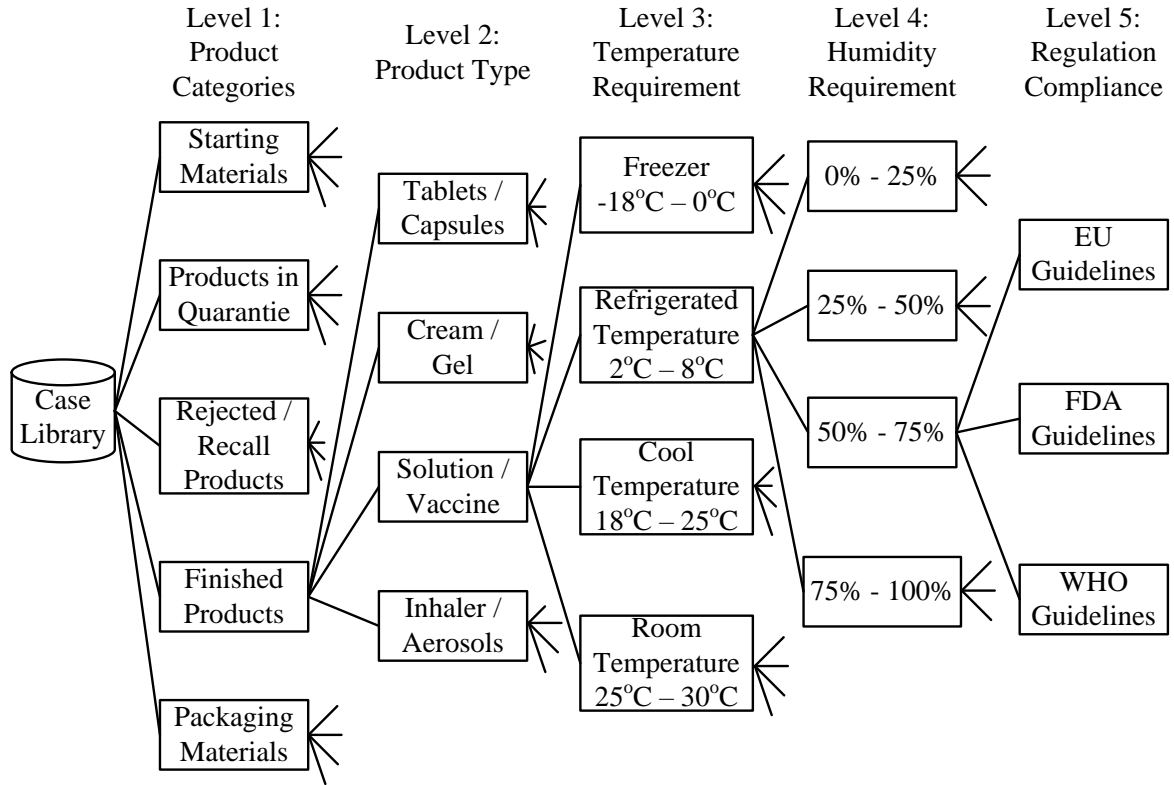 Level 1:
Product
Categories
Level 2:
Product Type
Level 3:
Temperature
Requirement
Level 4:
Humidity
Requirement
Level 5:
Regulation
Compliance
Case
Library
Starting
Materials
Products in
Quarantie
Rejected /
Recall
Products
Finished
Products
Packaging
Materials
Tablets /
Capsules
Cream /
Gel
Solution /
Vaccine
Inhaler /
Aerosols
Freezer
-18°C – 0°C
Refrigerated
Temperature
2°C – 8°C
Cool
Temperature
18°C – 25°C
Room
Temperature
25°C – 30°C
0% - 25%
25% - 50%
50% - 75%
75% - 100%
EU
Guidelines
FDA
Guidelines
WHO
Guidelines